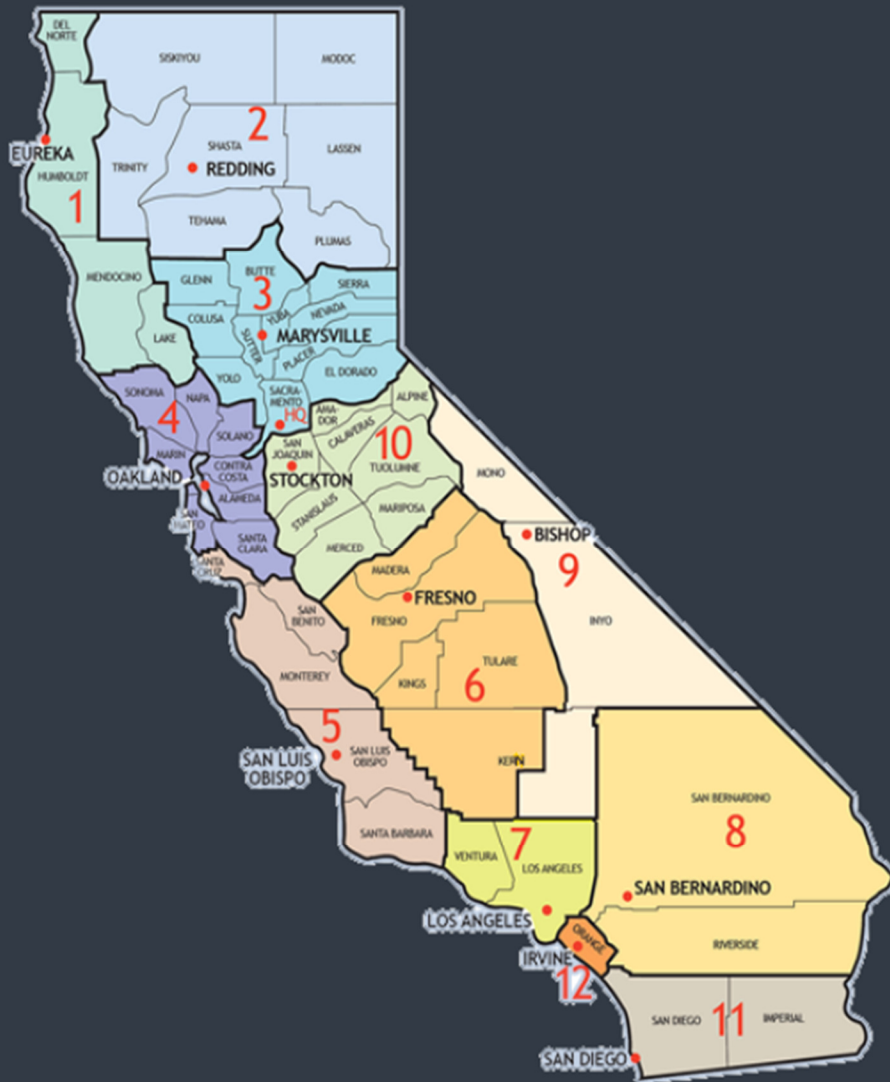 DEL
NORTE
SISKIYOU
MODOC
2
SHASTA
EUREKA
LASSEN
TRINITY
REDDING
HUMBOLDT
1
TEHAMA
PLUMAS
MENDOCINO
GLENN
BUTTE
3
SIERRA
COLUSA
YUBA
NEVADA
LAKE
SUTTER
MARYSVILLE
PLACER
YOLO
EL DORADO
SONOMA
NAPA
SACRA-
MENTO
HQ
AMA-
DOR
ALPINE
4
SOLANO
CALAVERAS
10
MARIN
SAN
JOAQUIN
CONTRA
COSTA
TUOLUMNE
MONO
OAKLAND
STOCKTON
ALAMEDA
STANISLAUS
MARIPOSA
SAN
MATEO
SANTA
CLARA
MERCED
BISHOP
9
SANTA
CRUZ
MADERA
FRESNO
SAN
BENITO
FRESNO
INYO
TULARE
MONTEREY
KINGS
6
5
SAN LUIS
OBISPO
SAN LUIS
OBISPO
KERN
SAN BERNARDINO
SANTA BARBARA
7
8
VENTURA
LOS ANGELES
SAN BERNARDINO
LOS ANGELES
ORANGE
RIVERSIDE
IRVINE
12
SAN DIEGO
11
IMPERIAL
SAN DIEGO